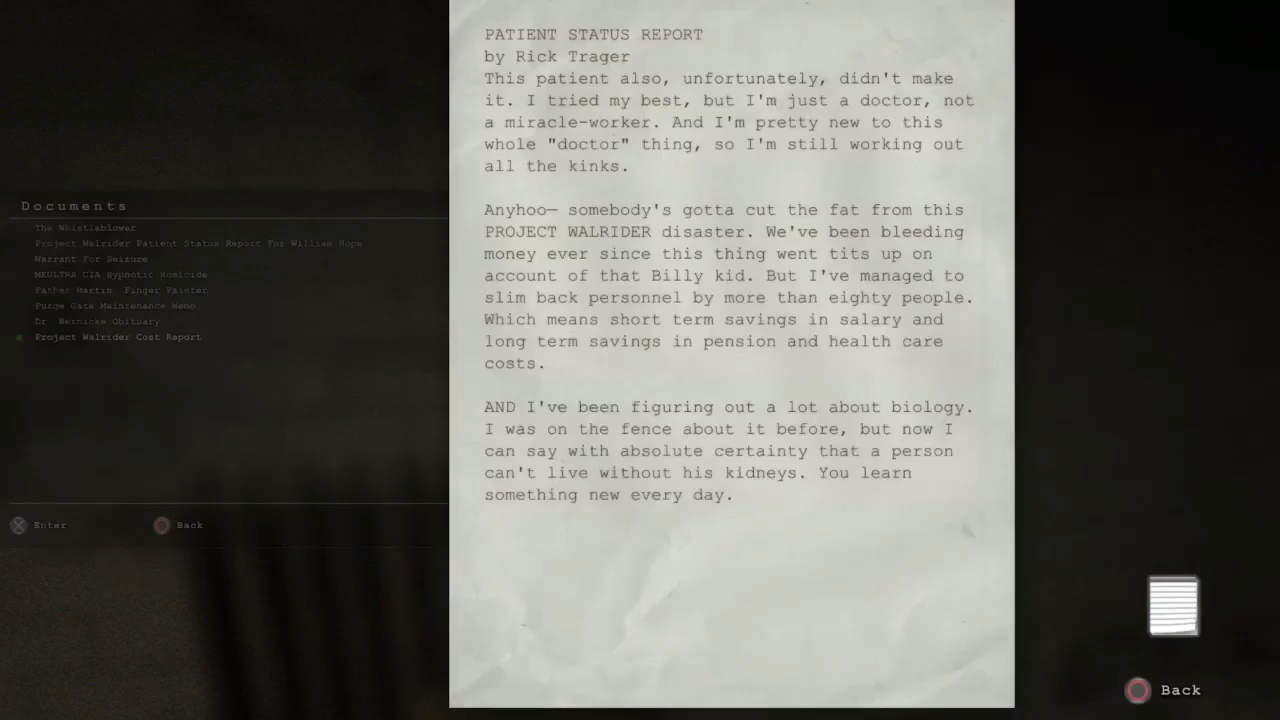 Documents
The Whistleblower
Project Walrider Patient Status Report For William Hope
Warrant For Seizure
MKULTRA CIA Hypnotic Homicide
Father Martin, Finger Painter
Purge Gate Maintenance Memo
Dr. Wernicke Obituary
Project Walrider Cost Report
Enter
Back
PATIENT STATUS REPORT
by Rick Trager
This patient also, unfortunately, didn't make
it. I tried my best, but I'm just a doctor, not
a miracle-worker. And I'm pretty new to this
whole "doctor" thing, so I'm still working out
all the kinks.
Anyhoo— somebody's gotta cut the fat from this
PROJECT WALRIDER disaster. We've been bleeding
money ever since this thing went tits up on
account of that Billy kid. But I've managed to
slim back personnel by more than eighty people.
Which means short term savings in salary and
long term savings in pension and health care
costs.
AND I've been figuring out a lot about biology.
I was on the fence about it before, but now I
can say with absolute certainty that a person
can't live without his kidneys. You learn
something new every day.
Back